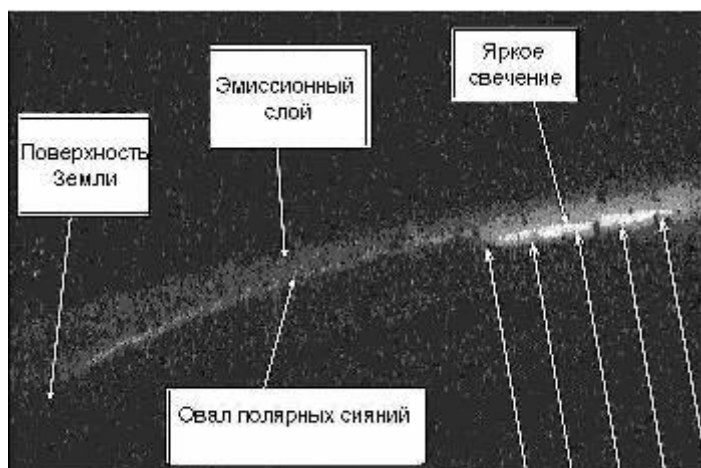 Яркое
свечение
Эмиссионный
слой
Поверхность
Земли
Овал полярных сияний